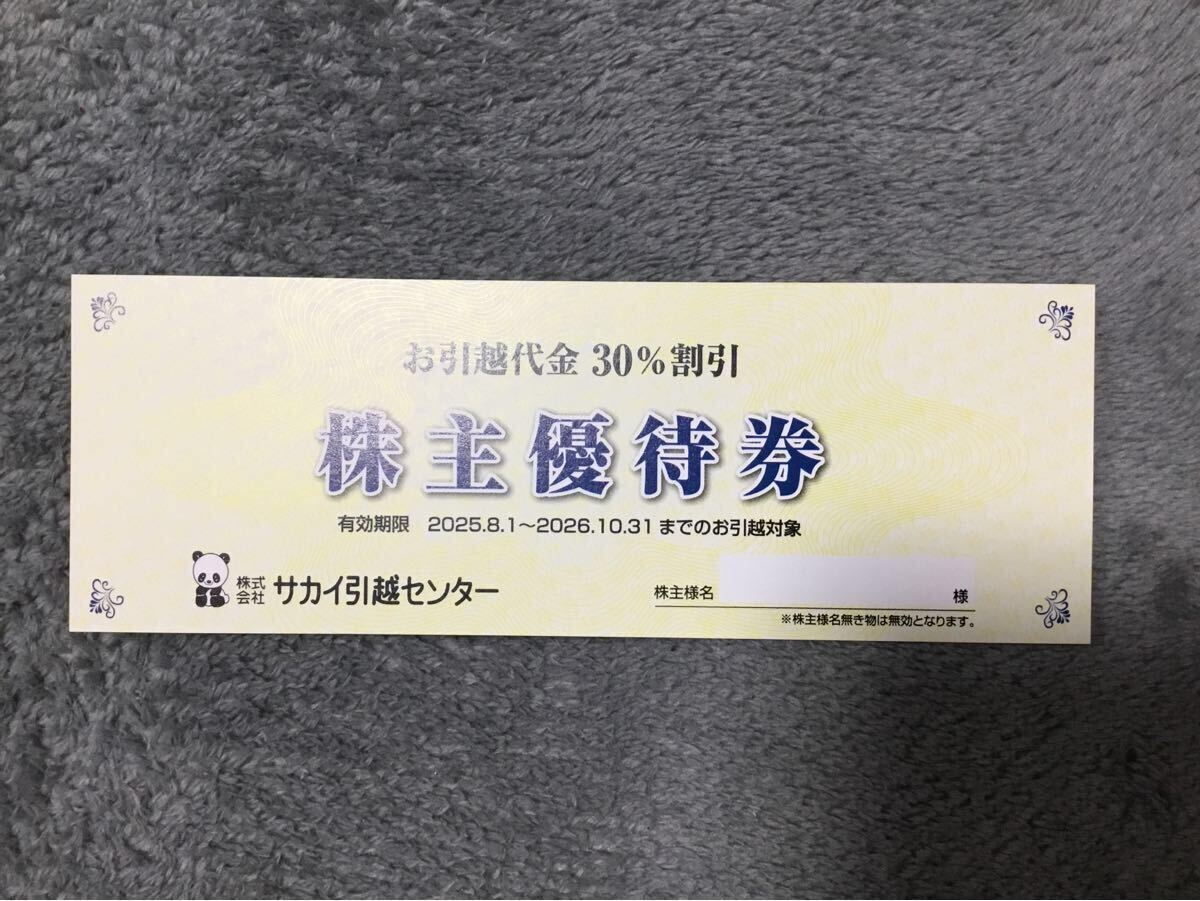 お引越代金 30%割引
株主優待券
有効期限 2025.8.1～2026.10.31 までのお引越対象
株式会社 サカイ引越センター
株主様名 様
※株主様名無き物は無効となります。